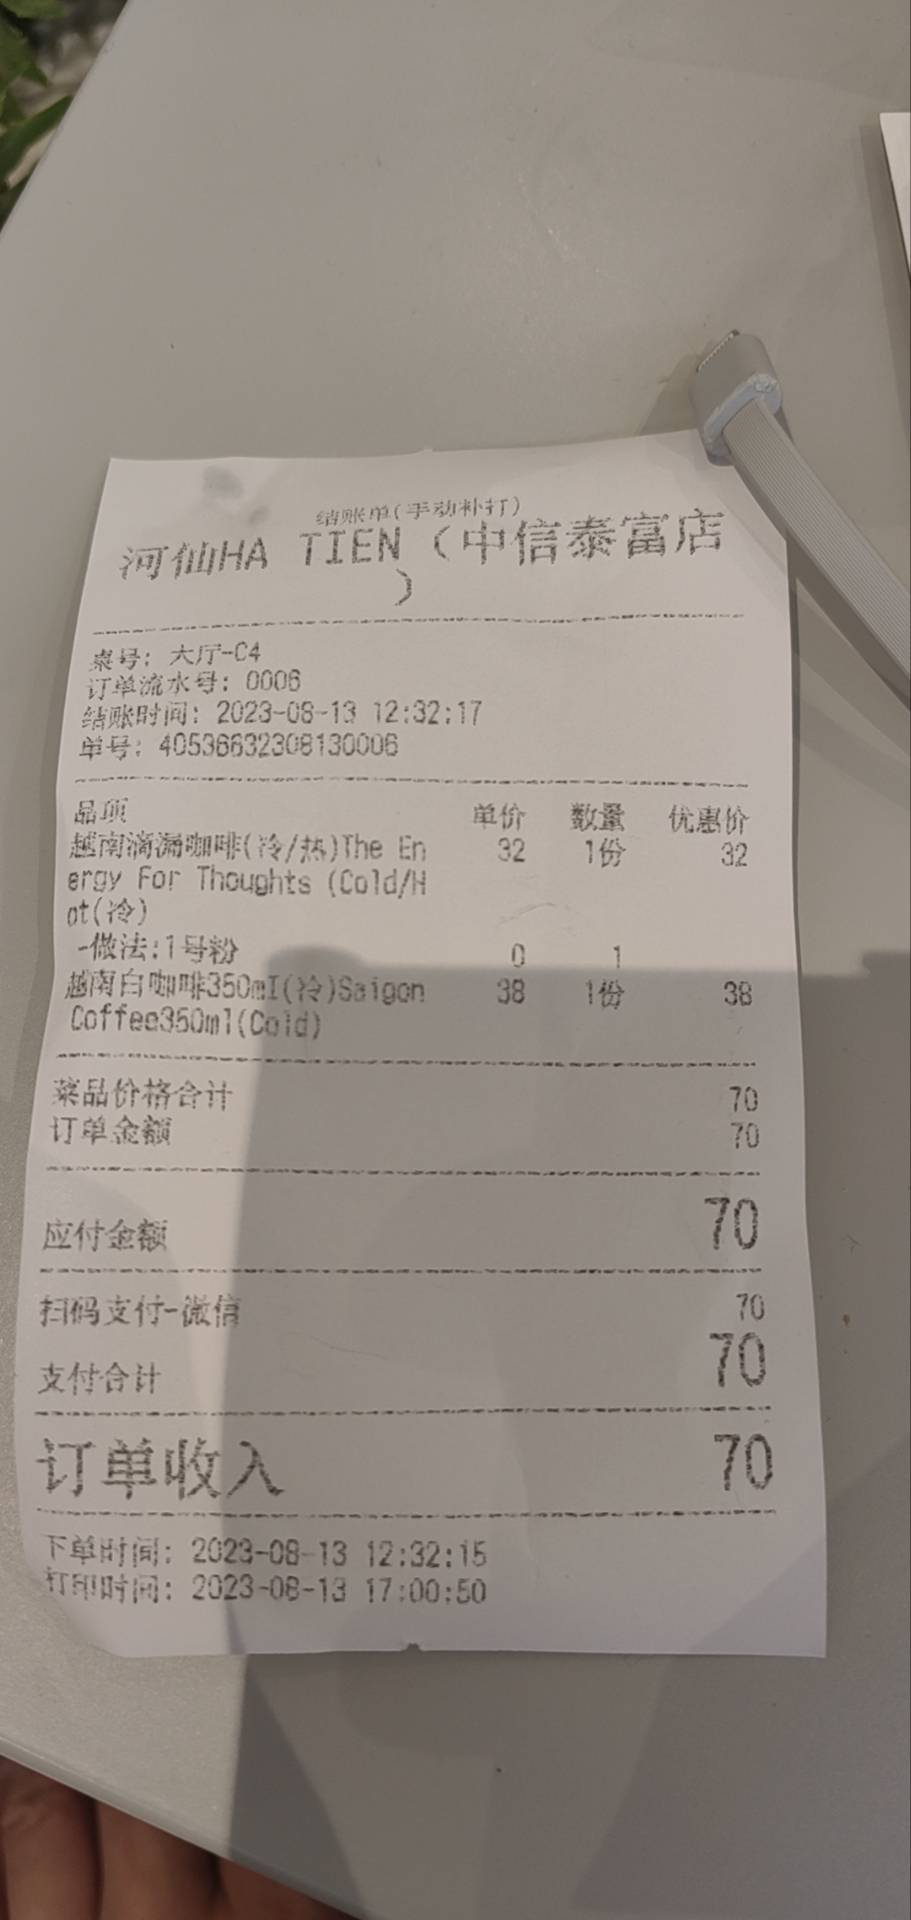 结账单(手动补打)
河仙HA TIEN（中信泰富店
）
桌号: 大厅-C4
订单流水号: 0006
结账时间: 2023-08-13 12:32:17
单号: 40536632308130006
品项 单价 数量 优惠价
越南滴漏咖啡(冷/热)The En 32 1份 32
ergy For Thoughts (Cold/H
ot(冷)
-做法:1号粉 0 1
越南白咖啡350ml(冷)Saigon 38 1份 38
Coffee350ml(Cold)
菜品价格合计 70
订单金额 70
应付金额 70
扫码支付-微信 70
支付合计 70
订单收入 70
下单时间: 2023-08-13 12:32:15
打印时间: 2023-08-13 17:00:50